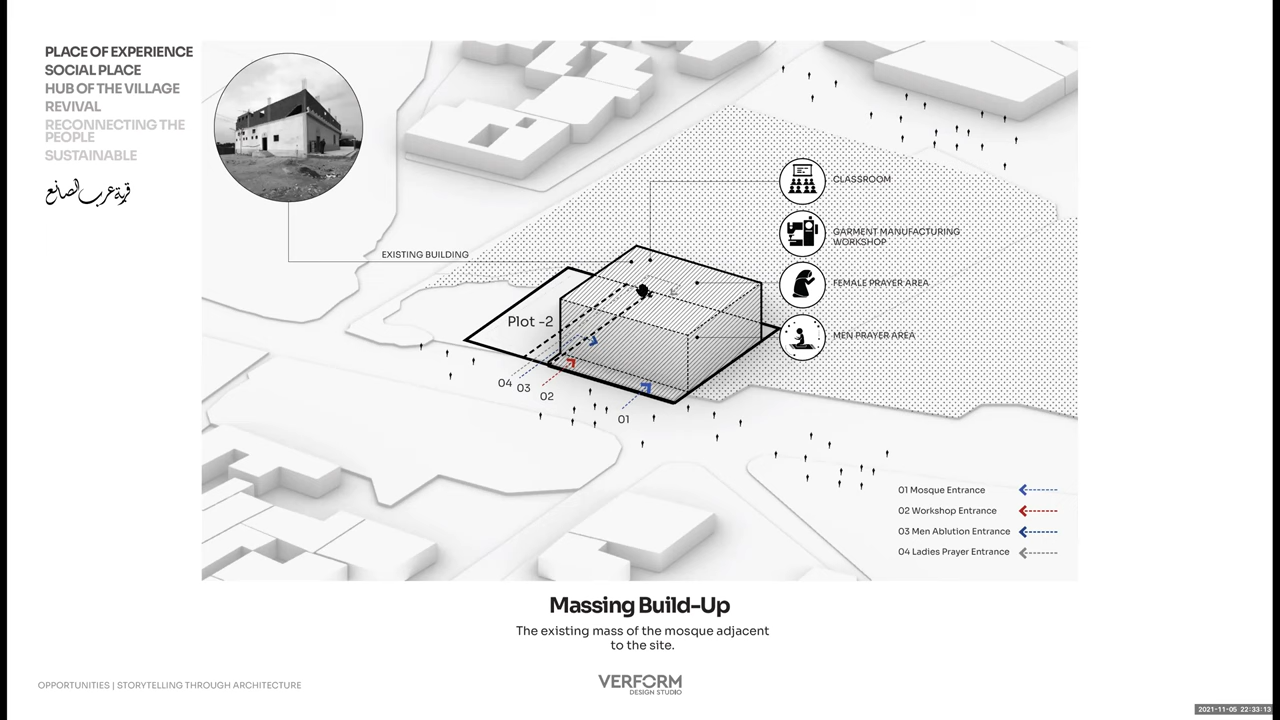 PLACE OF EXPERIENCE
SOCIAL PLACE
HUB OF THE VILLAGE
REVIVAL
RECONNECTING THE
PEOPLE
SUSTAINABLE
قرية عرب الصانع
EXISTING BUILDING
CLASSROOM
GARMENT MANUFACTURING
WORKSHOP
FEMALE PRAYER AREA
MEN PRAYER AREA
Plot -2
04
03
02
01
01 Mosque Entrance
02 Workshop Entrance
03 Men Ablution Entrance
04 Ladies Prayer Entrance
Massing Build-Up
The existing mass of the mosque adjacent
to the site.
OPPORTUNITIES | STORYTELLING THROUGH ARCHITECTURE
VERFORM
DESIGN STUDIO
2021-11-05 22:33:13